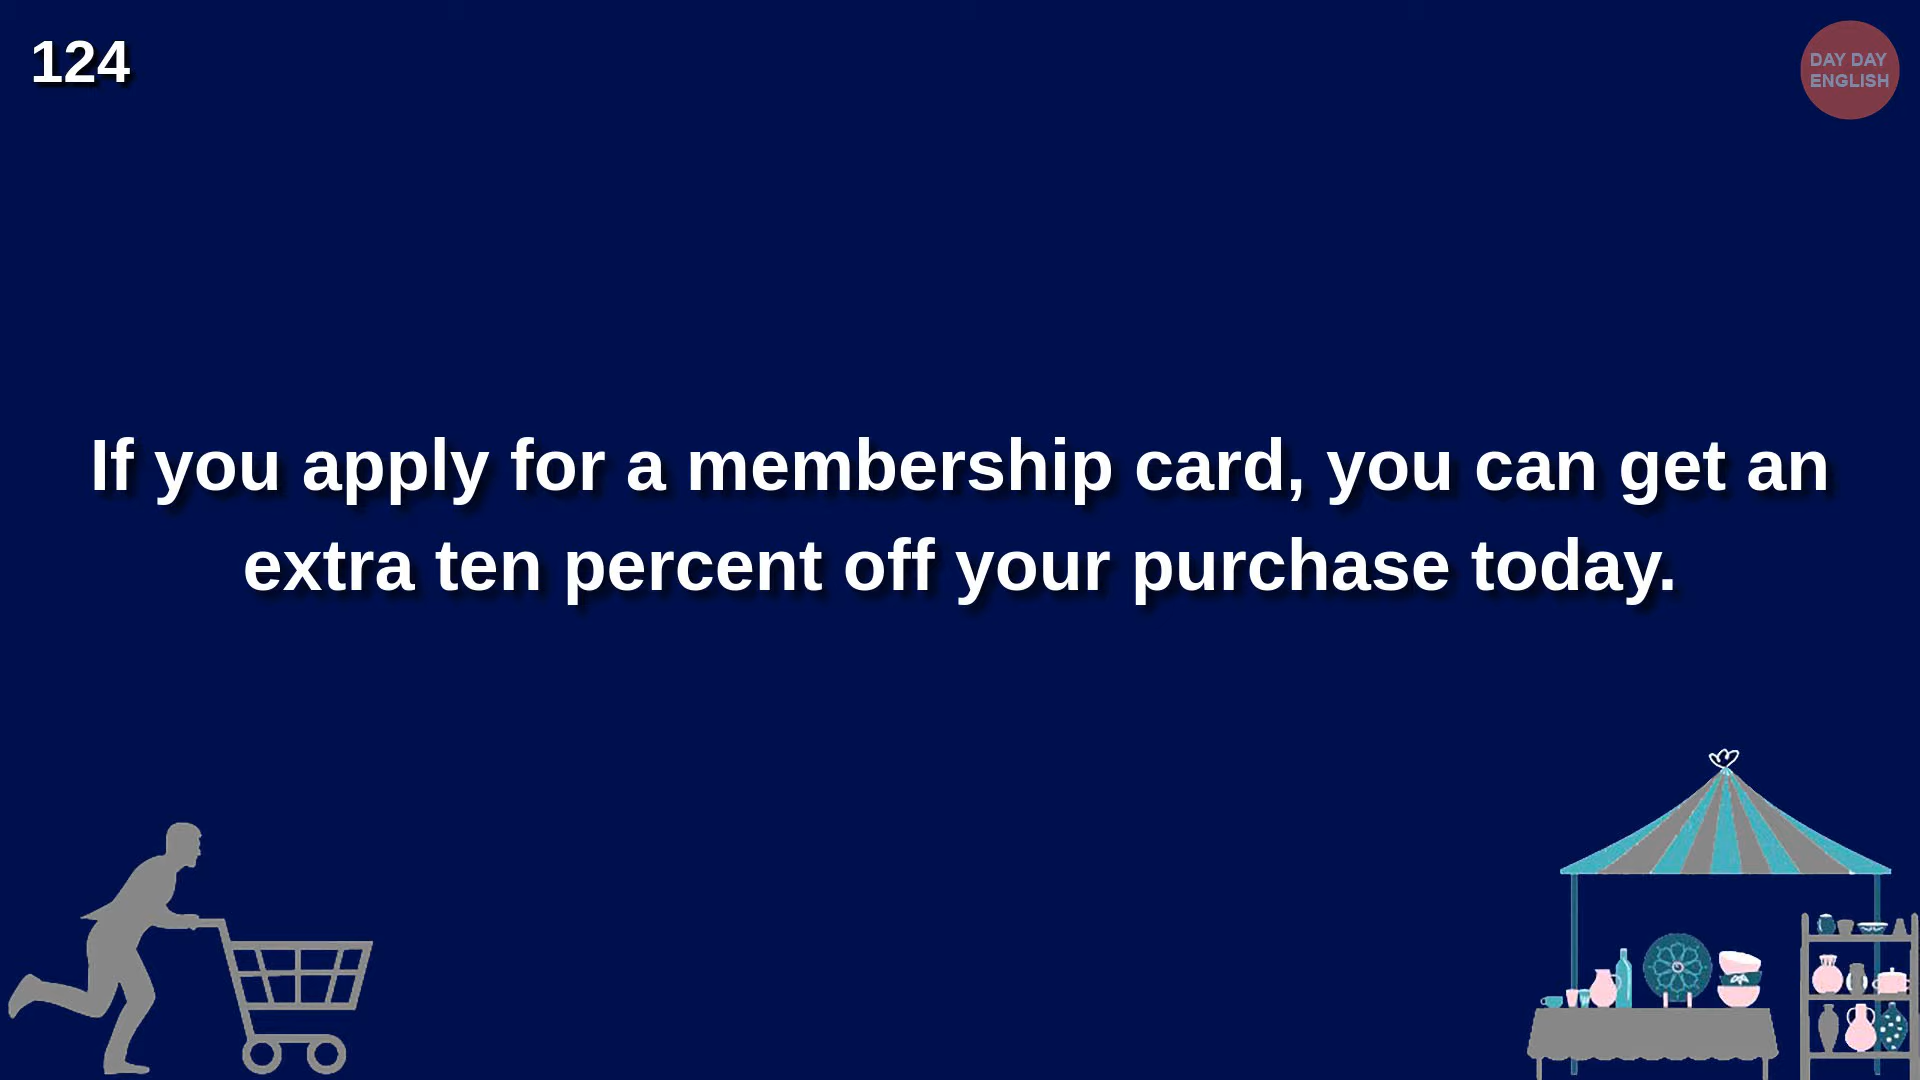 124
DAY DAY
ENGLISH
If you apply for a membership card, you can get an
extra ten percent off your purchase today.